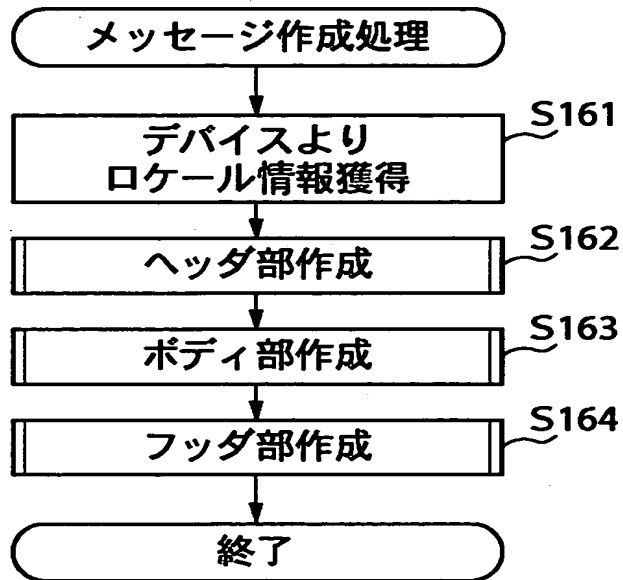 メッセージ作成処理
デバイスより
ロケール情報獲得
S161
ヘッダ部作成
S162
ボディ部作成
S163
フッダ部作成
S164
終了